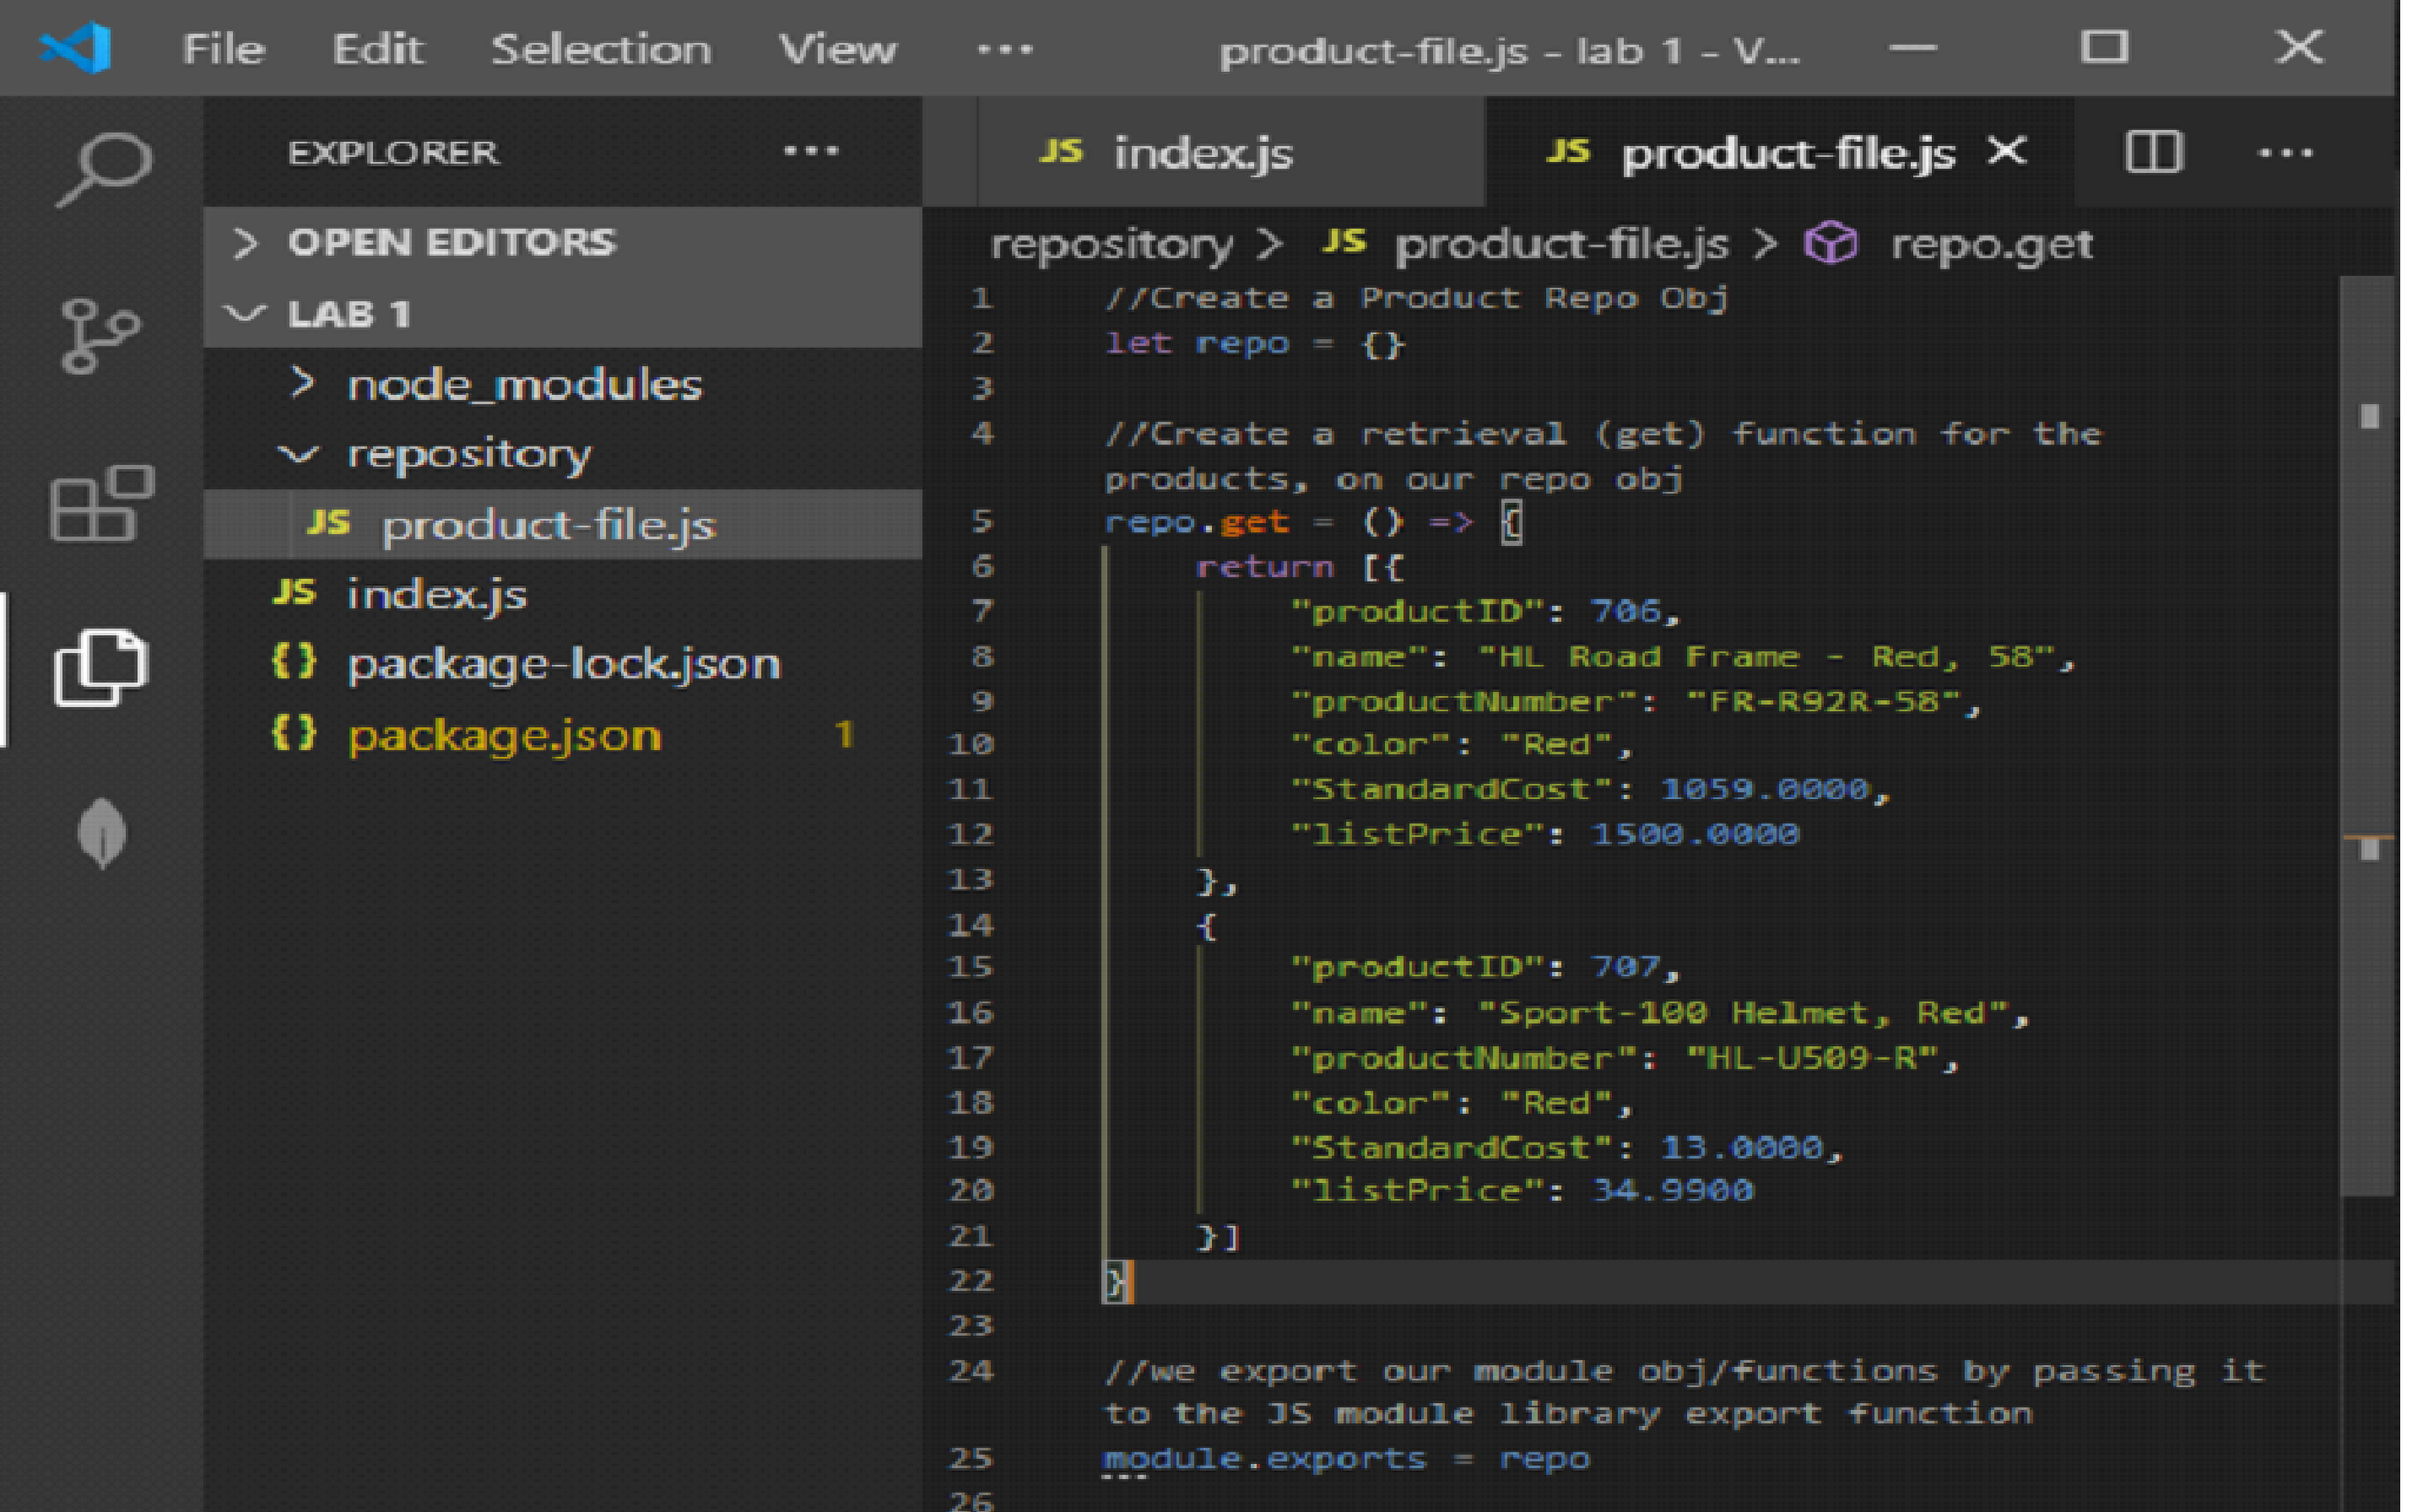 File Edit Selection View ... product-file.js - lab 1 - V...
EXPLORER ...
OPEN EDITORS
LAB 1
node_modules
repository
JS product-file.js
JS index.js
{} package-lock.json
{} package.json 1
JS index.js JS product-file.js ...
repository > JS product-file.js > repo.get
1 //Create a Product Repo Obj
2 let repo = {}
3
4 //Create a retrieval (get) function for the
products, on our repo obj
5 repo.get = () => {
6 return [{
7 "productID": 706,
8 "name": "HL Road Frame - Red, 58",
9 "productNumber": "FR-R92R-58",
10 "color": "Red",
11 "StandardCost": 1059.0000,
12 "listPrice": 1500.0000
13 },
14 {
15 "productID": 707,
16 "name": "Sport-100 Helmet, Red",
17 "productNumber": "HL-U509-R",
18 "color": "Red",
19 "StandardCost": 13.0000,
20 "listPrice": 34.9900
21 }]
22 }
23
24 //we export our module obj/functions by passing it
to the JS module library export function
25 module.exports = repo
26